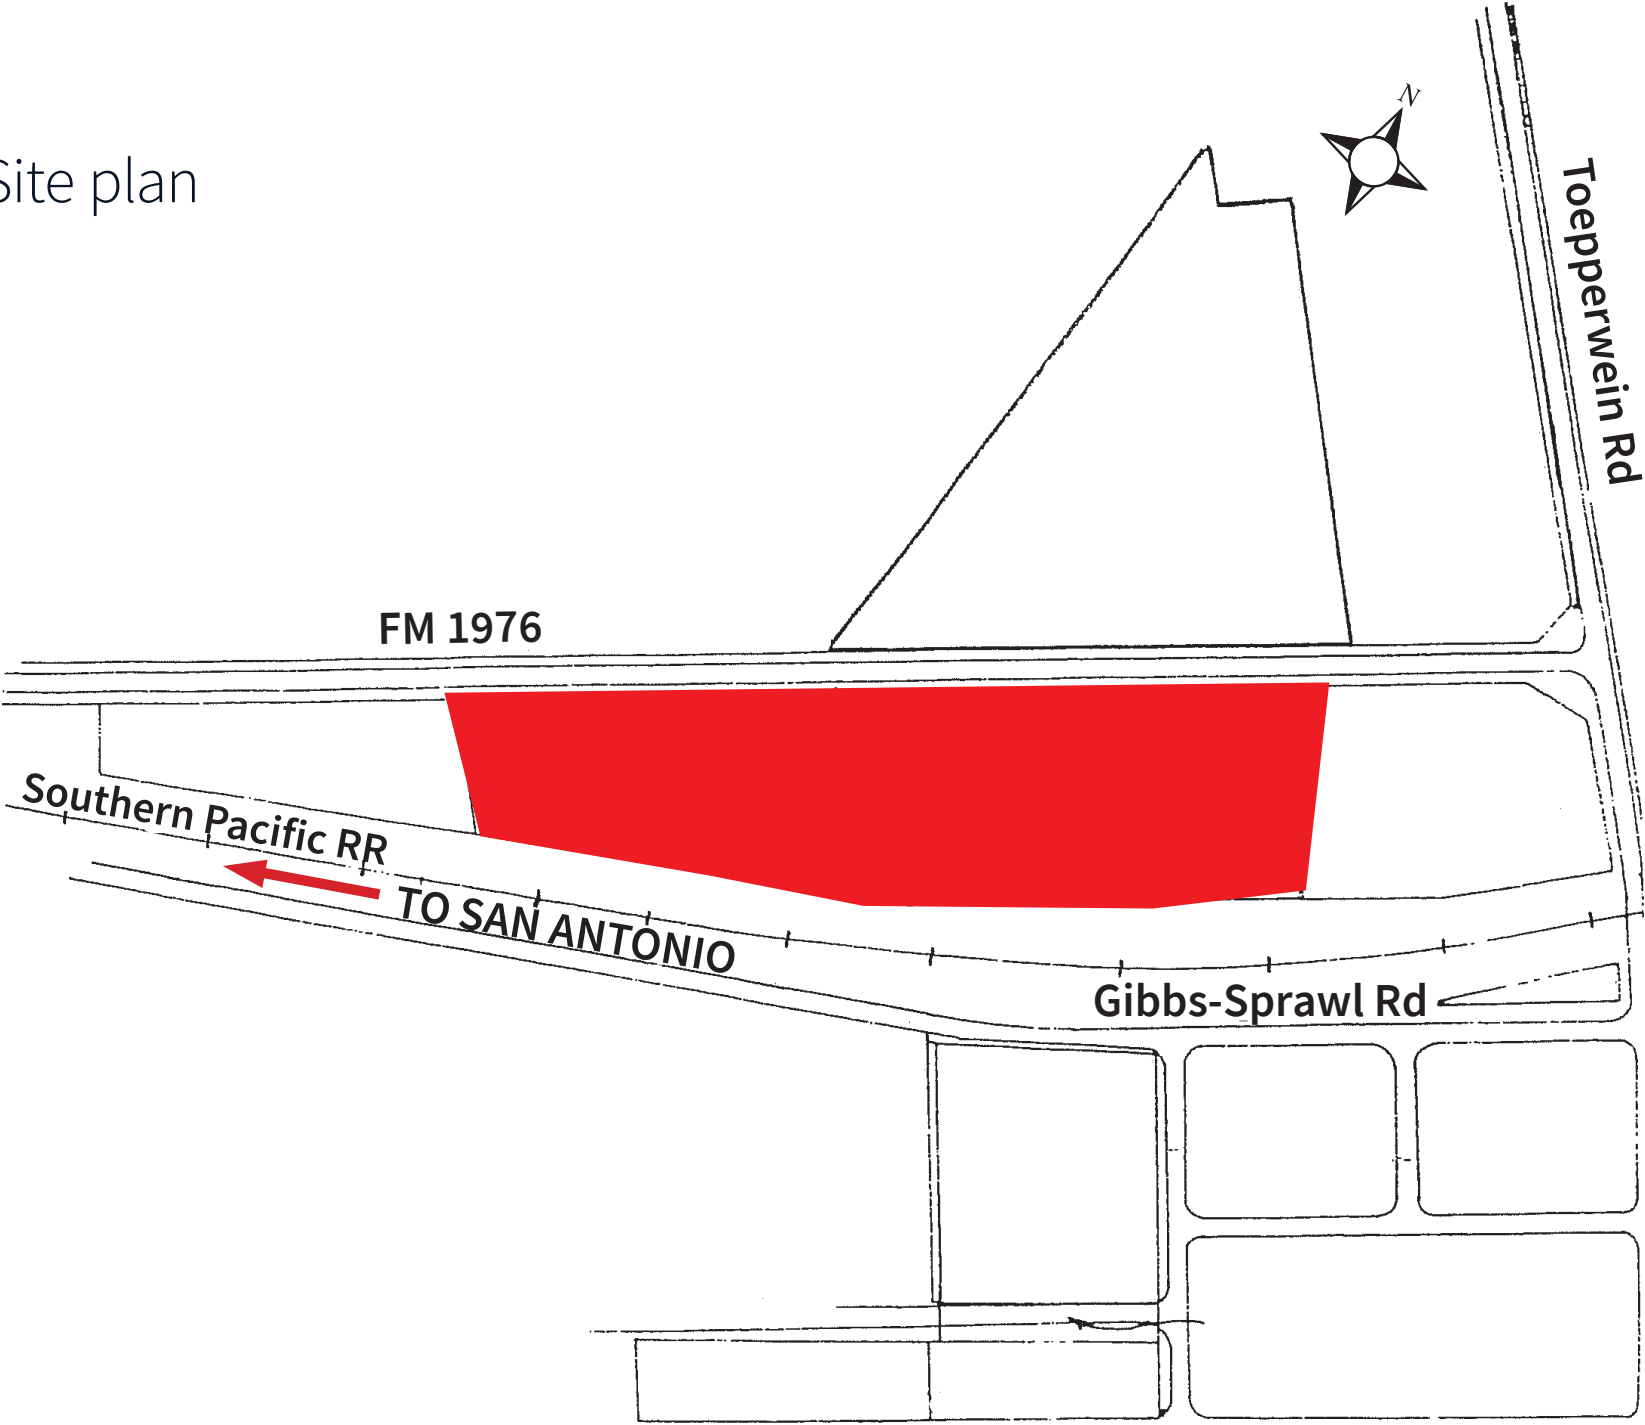 Site plan
N
Toepperwein Rd
FM 1976
Southern Pacific RR
TO SAN ANTONIO
Gibbs-Sprawl Rd